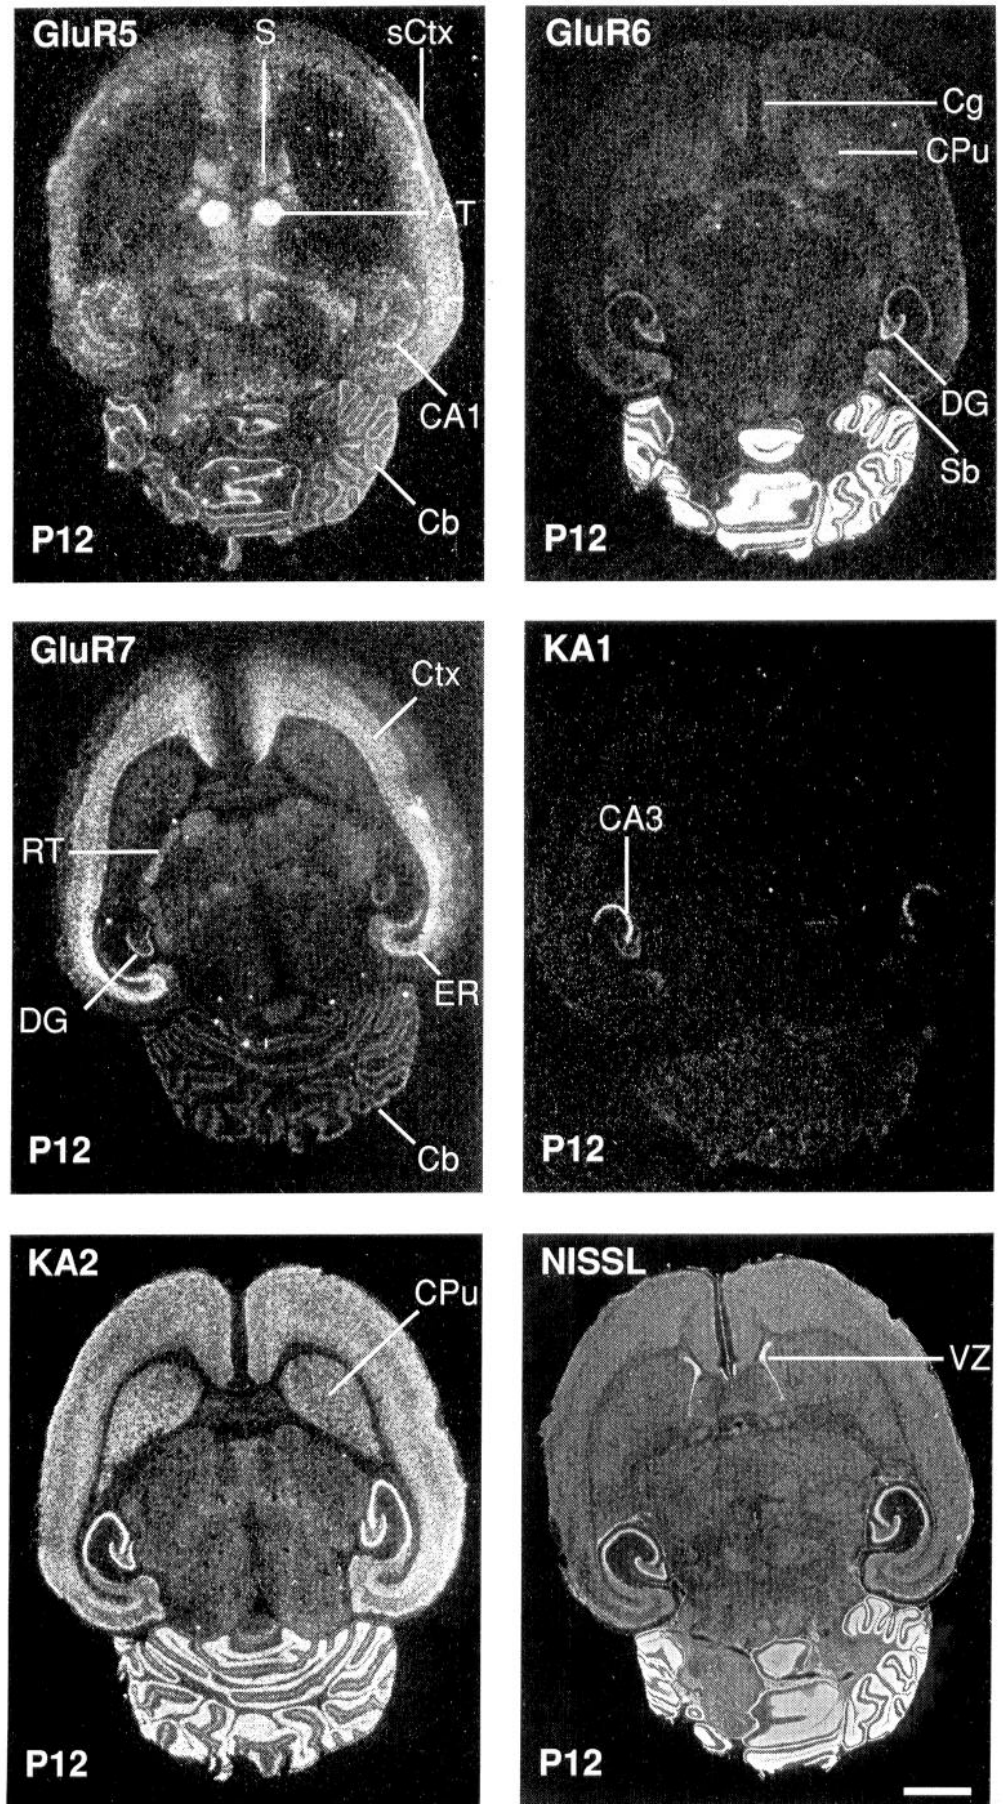 GluR5
S
sCtx
AT
CA1
Cb
P12
GluR6
Cg
CPu
DG
Sb
P12
GluR7
Ctx
RT
DG
ER
Cb
P12
KA1
CA3
P12
KA2
CPu
P12
NISSL
VZ
P12